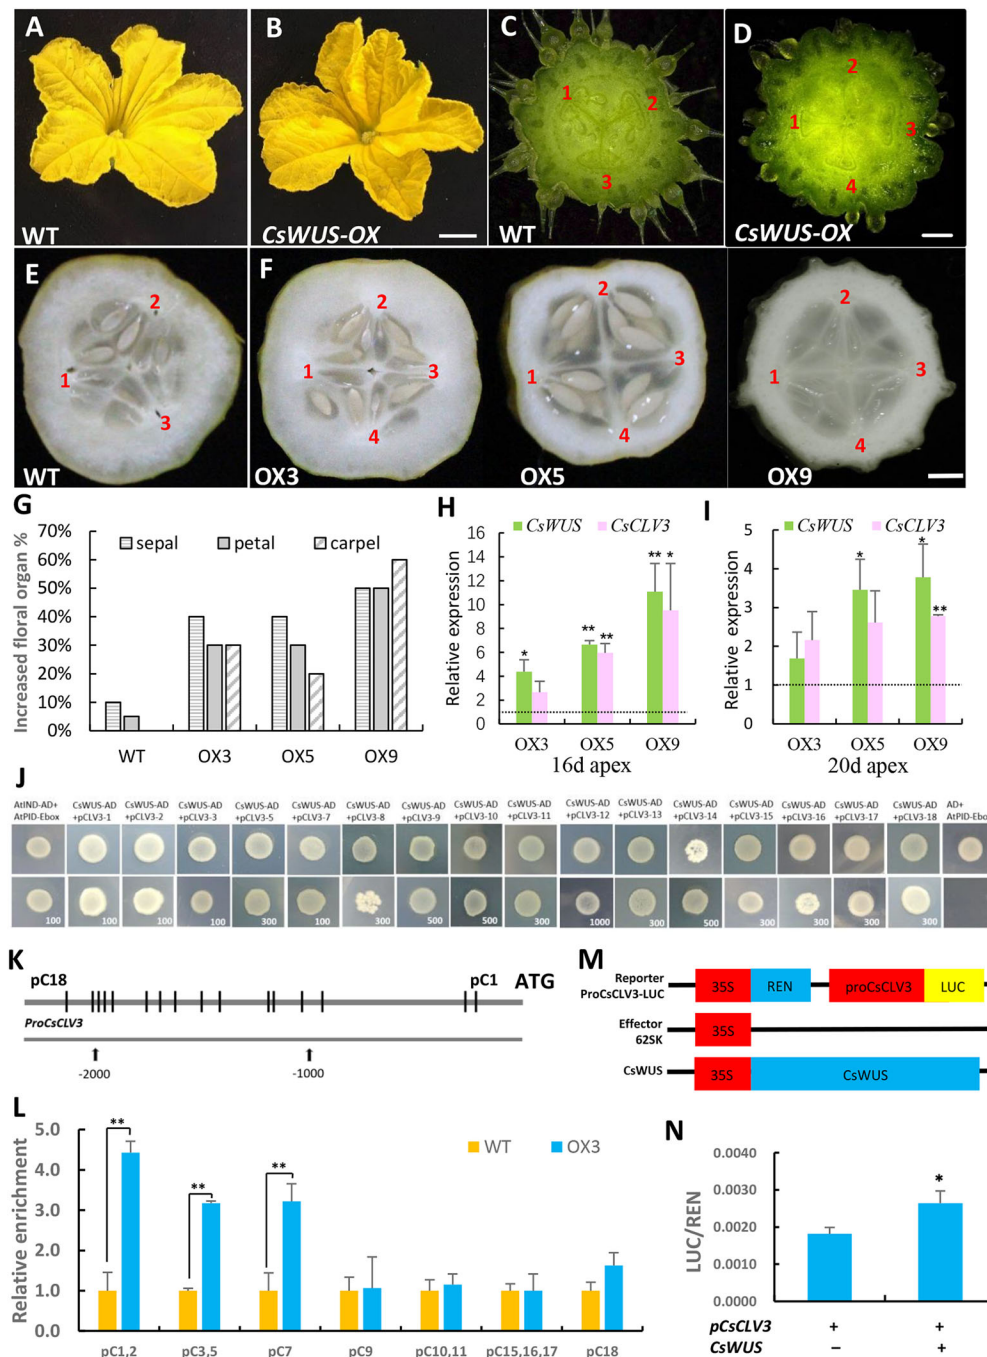 A
WT
B
CsWUS-OX
C
1
2
3
WT
D
2
1
3
4
CsWUS-OX
E
2
1
3
WT
F
2
1
3
4
OX3
2
1
3
4
OX5
2
1
3
4
OX9
G
Increased floral organ %
70%
60%
50%
40%
30%
20%
10%
0%
sepal petal carpel
WT OX3 OX5 OX9
H
CsWUS CsCLV3
Relative expression
16
14
12
10
8
6
4
2
0
* ** ** ** *
OX3 OX5 OX9
16d apex
I
CsWUS CsCLV3
Relative expression
5
4
3
2
1
0
* * **
OX3 OX5 OX9
20d apex
J
AtIND-AD+ CsWUS-AD CsWUS-AD CsWUS-AD CsWUS-AD CsWUS-AD CsWUS-AD CsWUS-AD CsWUS-AD CsWUS-AD CsWUS-AD CsWUS-AD CsWUS-AD CsWUS-AD CsWUS-AD CsWUS-AD CsWUS-AD AD+
AtPID-Ebox +pCLV3-1 +pCLV3-2 +pCLV3-3 +pCLV3-5 +pCLV3-7 +pCLV3-8 +pCLV3-9 +pCLV3-10 +pCLV3-11 +pCLV3-12 +pCLV3-13 +pCLV3-14 +pCLV3-15 +pCLV3-16 +pCLV3-17 +pCLV3-18 AtPID-Ebox
100 100 100 100 300 100 300 500 500 300 1000 300 500 300 300 300 300
K
pC18 pC1 ATG
ProCsCLV3
-2000 -1000
M
Reporter
ProCsCLV3-LUC
35S REN proCsCLV3 LUC
Effector
62SK
35S
CsWUS
35S CsWUS
L
Relative enrichment
5.0
4.0
3.0
2.0
1.0
0.0
WT OX3
** ** **
pC1,2 pC3,5 pC7 pC9 pC10,11 pC15,16,17 pC18
N
LUC/REN
0.0040
0.0030
0.0020
0.0010
0.0000
*
pCsCLV3 + +
CsWUS – +